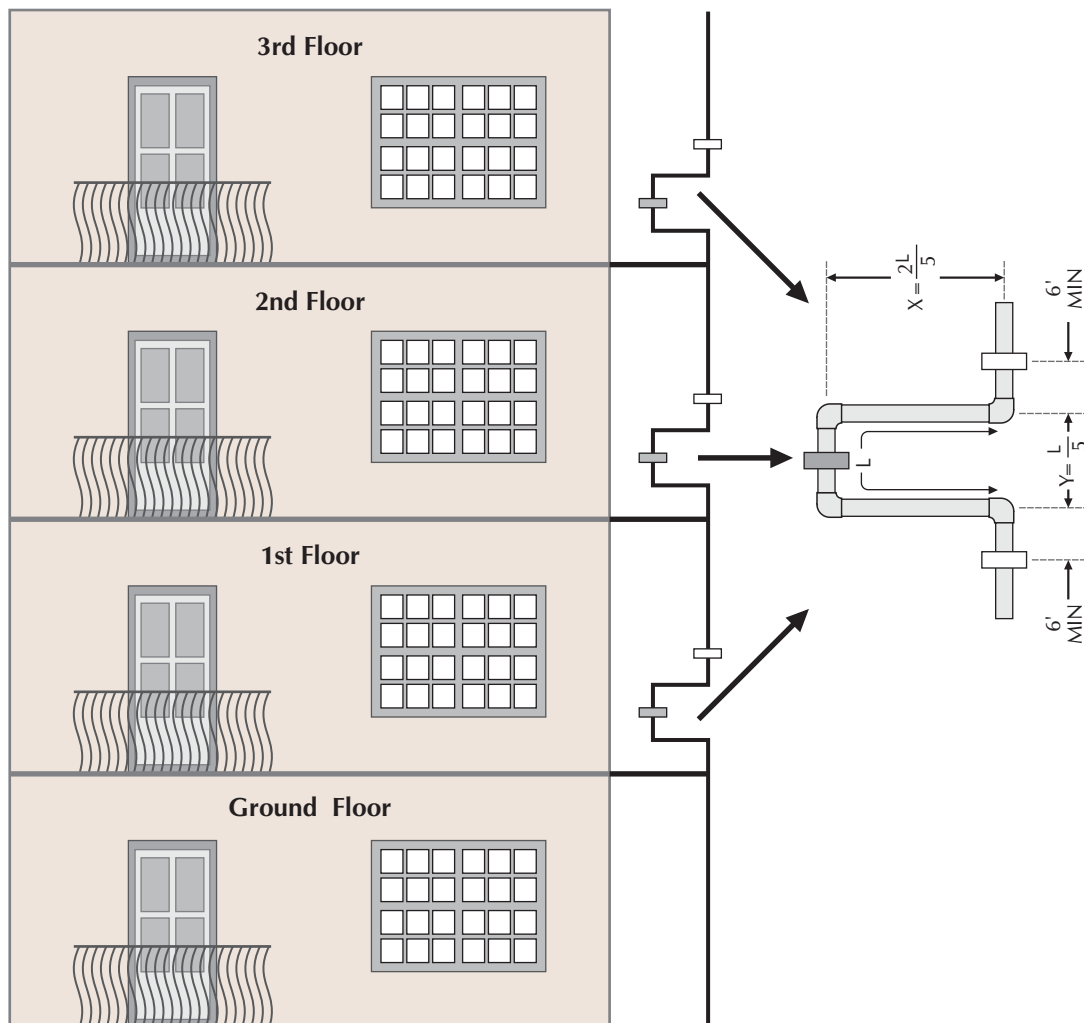 3rd Floor
2nd Floor
1st Floor
Ground Floor
X = 2L/5
6'
MIN
L
Y = L/5
6'
MIN